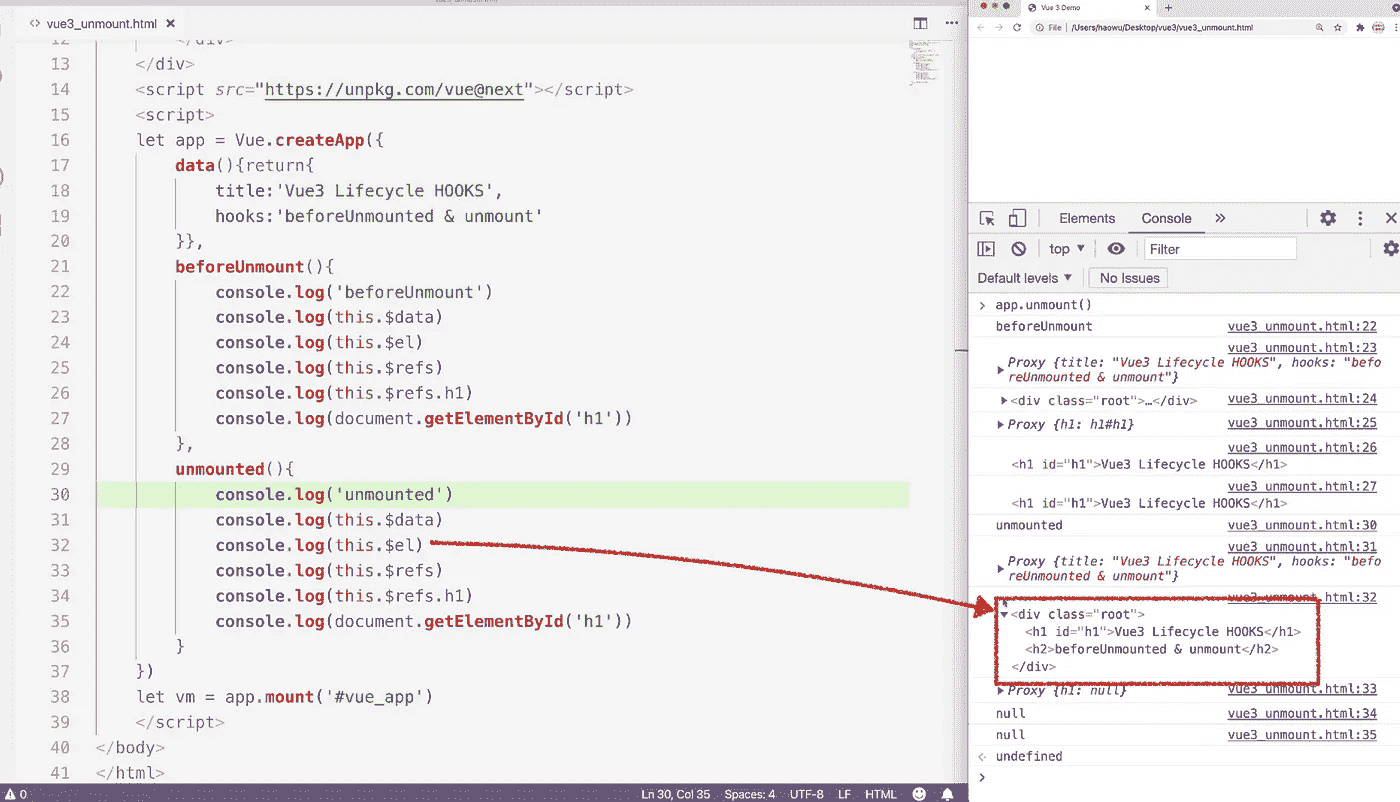 vue3_unmount.html
12 </div>
13 </div>
14 <script src="https://unpkg.com/vue@next"></script>
15 <script>
16 let app = Vue.createApp({
17 data(){return{
18 title:'Vue3 Lifecycle HOOKS',
19 hooks:'beforeUnmounted & unmount'
20 }},
21 beforeUnmount(){
22 console.log('beforeUnmount')
23 console.log(this.$data)
24 console.log(this.$el)
25 console.log(this.$refs)
26 console.log(this.$refs.h1)
27 console.log(document.getElementById('h1'))
28 },
29 unmounted(){
30 console.log('unmounted')
31 console.log(this.$data)
32 console.log(this.$el)
33 console.log(this.$refs)
34 console.log(this.$refs.h1)
35 console.log(document.getElementById('h1'))
36 }
37 })
38 let vm = app.mount('#vue_app')
39 </script>
40 </body>
41 </html>
0
Ln 30, Col 35 Spaces: 4 UTF-8 LF HTML
Vue 3 Demo
File /Users/haowu/Desktop/vue3/vue3_unmount.html
Elements Console
top Filter
Default levels No Issues
app.unmount()
beforeUnmount vue3_unmount.html:22
vue3_unmount.html:23
Proxy {title: "Vue3 Lifecycle HOOKS", hooks: "befo
reUnmounted & unmount"}
<div class="root">…</div> vue3_unmount.html:24
Proxy {h1: h1#h1} vue3_unmount.html:25
vue3_unmount.html:26
<h1 id="h1">Vue3 Lifecycle HOOKS</h1>
vue3_unmount.html:27
<h1 id="h1">Vue3 Lifecycle HOOKS</h1>
unmounted vue3_unmount.html:30
vue3_unmount.html:31
Proxy {title: "Vue3 Lifecycle HOOKS", hooks: "befo
reUnmounted & unmount"}
vue3_unmount.html:32
<div class="root">
<h1 id="h1">Vue3 Lifecycle HOOKS</h1>
<h2>beforeUnmounted & unmount</h2>
</div>
Proxy {h1: null} vue3_unmount.html:33
null vue3_unmount.html:34
null vue3_unmount.html:35
undefined